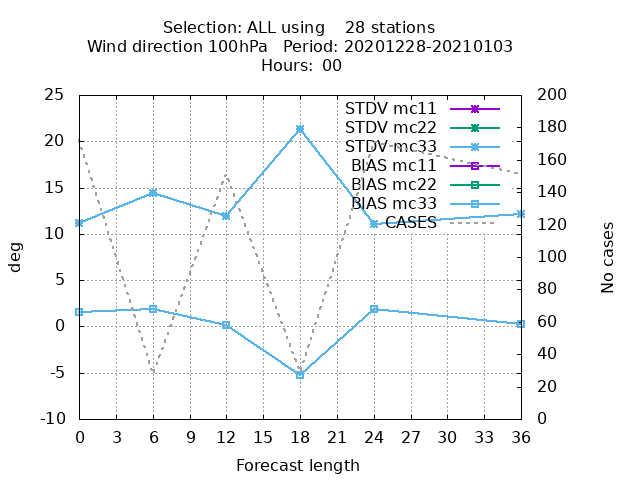 Selection: ALL using    28 stations
Wind direction 100hPa   Period: 20201228-20210103
Hours: 00
25
20
15
10
5
0
-5
-10
deg
200
180
160
140
120
100
80
60
40
20
0
No cases
STDV mc11
STDV mc22
STDV mc33
BIAS mc11
BIAS mc22
BIAS mc33
CASES
0 3 6 9 12 15 18 21 24 27 30 33 36
Forecast length